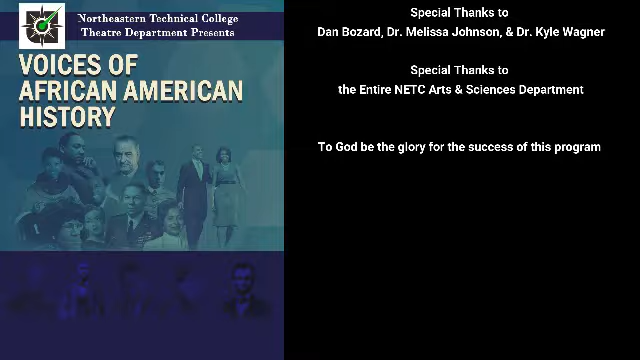 Northeastern Technical College
Theatre Department Presents
VOICES OF
AFRICAN AMERICAN
HISTORY
Special Thanks to
Dan Bozard, Dr. Melissa Johnson, & Dr. Kyle Wagner
Special Thanks to
the Entire NETC Arts & Sciences Department
To God be the glory for the success of this program